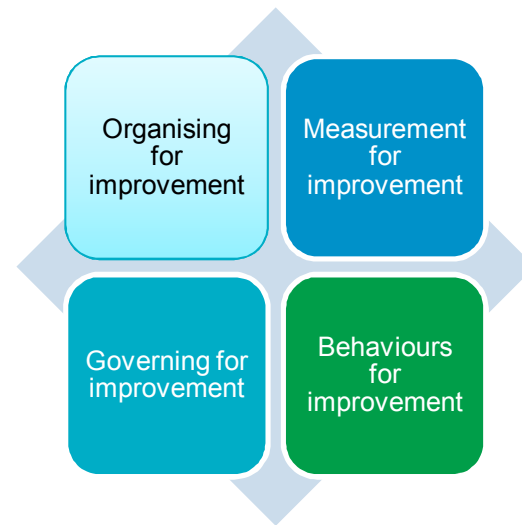 Organising
for
improvement
Measurement
for
improvement
Governing for
improvement
Behaviours
for
improvement